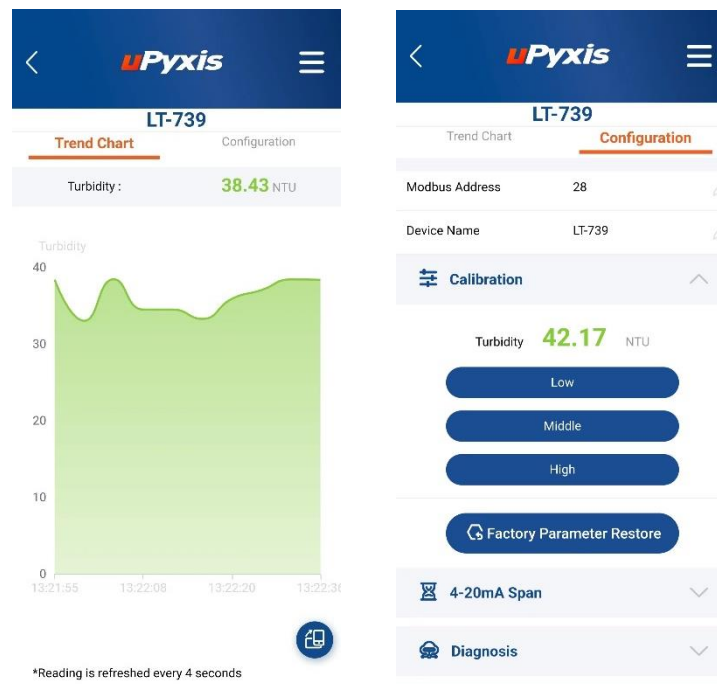 uPyxis
LT-739
Trend Chart
Configuration
Turbidity :
38.43 NTU
Turbidity
40
30
20
10
0
13:21:55
13:22:08
13:22:20
*Reading is refreshed every 4 seconds
uPyxis
LT-739
Trend Chart
Configuration
Modbus Address
28
Device Name
LT-739
Calibration
Turbidity
42.17
NTU
Low
Middle
High
Factory Parameter Restore
4-20mA Span
Diagnosis